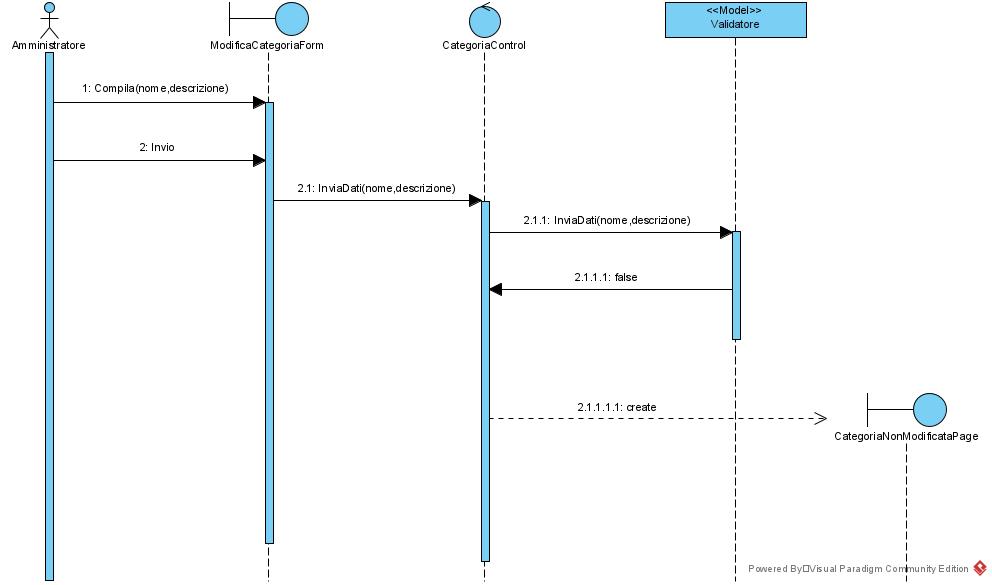 <<Model>>
Validatore
Amministratore
ModificaCategoriaForm
CategoriaControl
1: Compila(nome,descrizione)
2: Invio
2.1: InviaDati(nome,descrizione)
2.1.1: InviaDati(nome,descrizione)
2.1.1.1: false
2.1.1.1.1: create
CategoriaNonModificataPage
Powered By□Visual Paradigm Community Edition